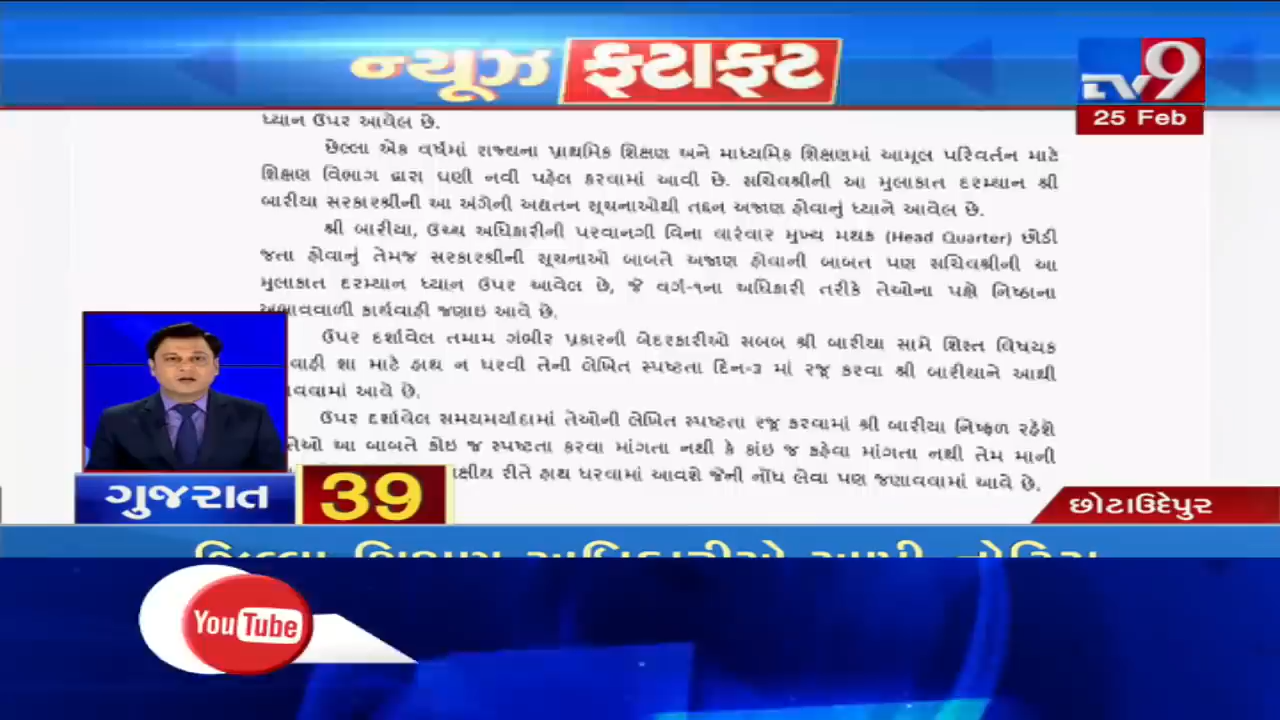 ન્યૂઝ ફટાફટ
TV9
25 Feb
ધ્યાન ઉપર આવેલ છે.
છેલ્લા એક વર્ષમાં રાજ્યના પ્રાથમિક શિક્ષણ અને માધ્યમિક શિક્ષણમાં આમૂલ પરિવર્તન માટે
શિક્ષણ વિભાગ દ્વારા ઘણી નવી પહેલ કરવામાં આવી છે. સચિવશ્રીની આ મુલાકાત દરમ્યાન શ્રી
બારીયા સરકારશ્રીની આ અંગેની અદ્યતન સૂચનાઓથી તદ્દન અજાણ હોવાનું ધ્યાને આવેલ છે.
શ્રી બારીયા, ઉચ્ચ અધિકારીની પરવાનગી વિના વારંવાર મુખ્ય મથક (Head Quarter) છોડી
જતા હોવાનું તેમજ સરકારશ્રીની સૂચનાઓ બાબતે અજાણ હોવાની બાબત પણ સચિવશ્રીની આ
મુલાકાત દરમ્યાન ધ્યાન ઉપર આવેલ છે, જે વર્ગ-૧ના અધિકારી તરીકે તેઓના પક્ષે નિષ્ઠાના
અભાવવાળી કાર્યવાહી જણાઇ આવે છે.
ઉપર દર્શાવેલ તમામ ગંભીર પ્રકારની બેદરકારીઓ સબબ શ્રી બારીયા સામે શિસ્ત વિષયક
વાહી શા માટે હાથ ન ધરવી તેની લેખિત સ્પષ્ટતા દિન-3 માં રજૂ કરવા શ્રી બારીયાને આથી
વવામાં આવે છે.
ઉપર દર્શાવેલ સમયમર્યાદામાં તેઓની લેખિત સ્પષ્ટતા રજૂ કરવામાં શ્રી બારીયા નિષ્ફળ રહેશે
તેઓ આ બાબતે કોઇ જ સ્પષ્ટતા કરવા માંગતા નથી કે કાંઇ જ કહેવા માંગતા નથી તેમ માની
ક્ષીય રીતે હાથ ધરવામાં આવશે જેની નોંધ લેવા પણ જણાવવામાં આવે છે.
ગુજરાત 39
છોટાઉદેપુર
YouTube